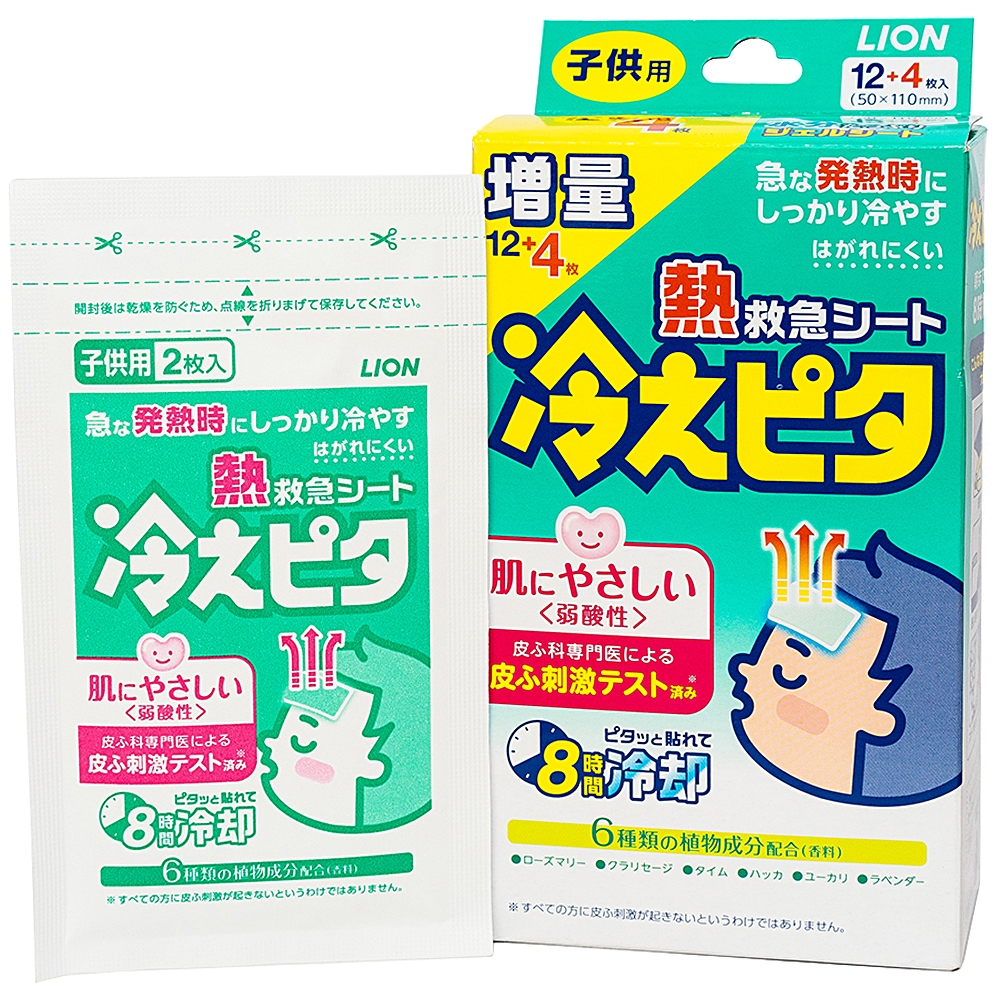 開封後は乾燥を防ぐため、点線を折りまげて保存してください。
子供用 2枚入
LION
急な発熱時にしっかり冷やす
はがれにくい
熱救急シート
冷えピタ
肌にやさしい
〈弱酸性〉
皮ふ科専門医による
皮ふ刺激テスト済み※
ピタッと貼れて
8時間冷却
6種類の植物成分配合(香料)
※すべての方に皮ふ刺激が起きないというわけではありません。
子供用
LION
12+4枚入
(50×110mm)
4枚
ジェルシート
増量
12+4枚
急な発熱時に
しっかり冷やす
はがれにくい
熱救急シート
冷えピタ
肌にやさしい
〈弱酸性〉
皮ふ科専門医による
皮ふ刺激テスト済み※
ピタッと貼れて
8時間冷却
6種類の植物成分配合(香料)
●ローズマリー ●クラリセージ ●タイム ●ハッカ ●ユーカリ ●ラベンダー
※すべての方に皮ふ刺激が起きないというわけではありません。